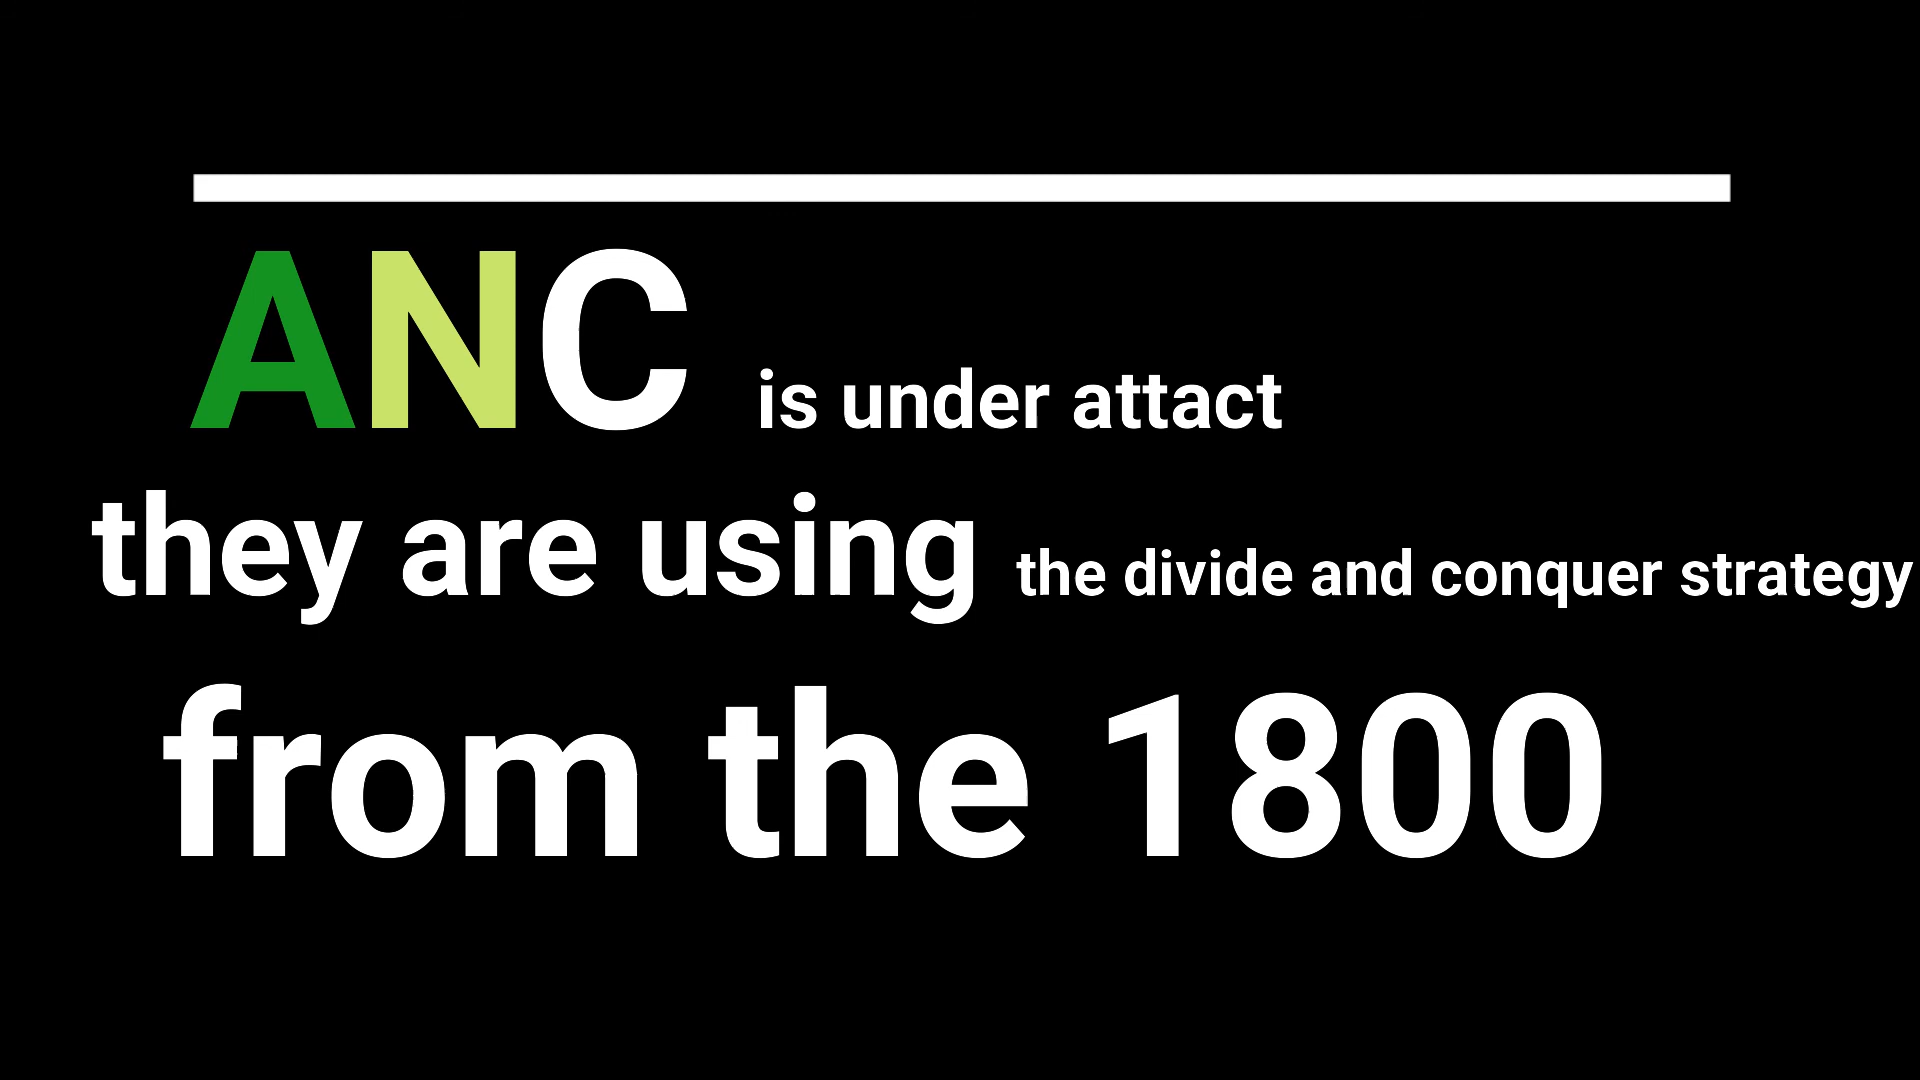 ANC is under attact
they are using the divide and conquer strategy
from the 1800